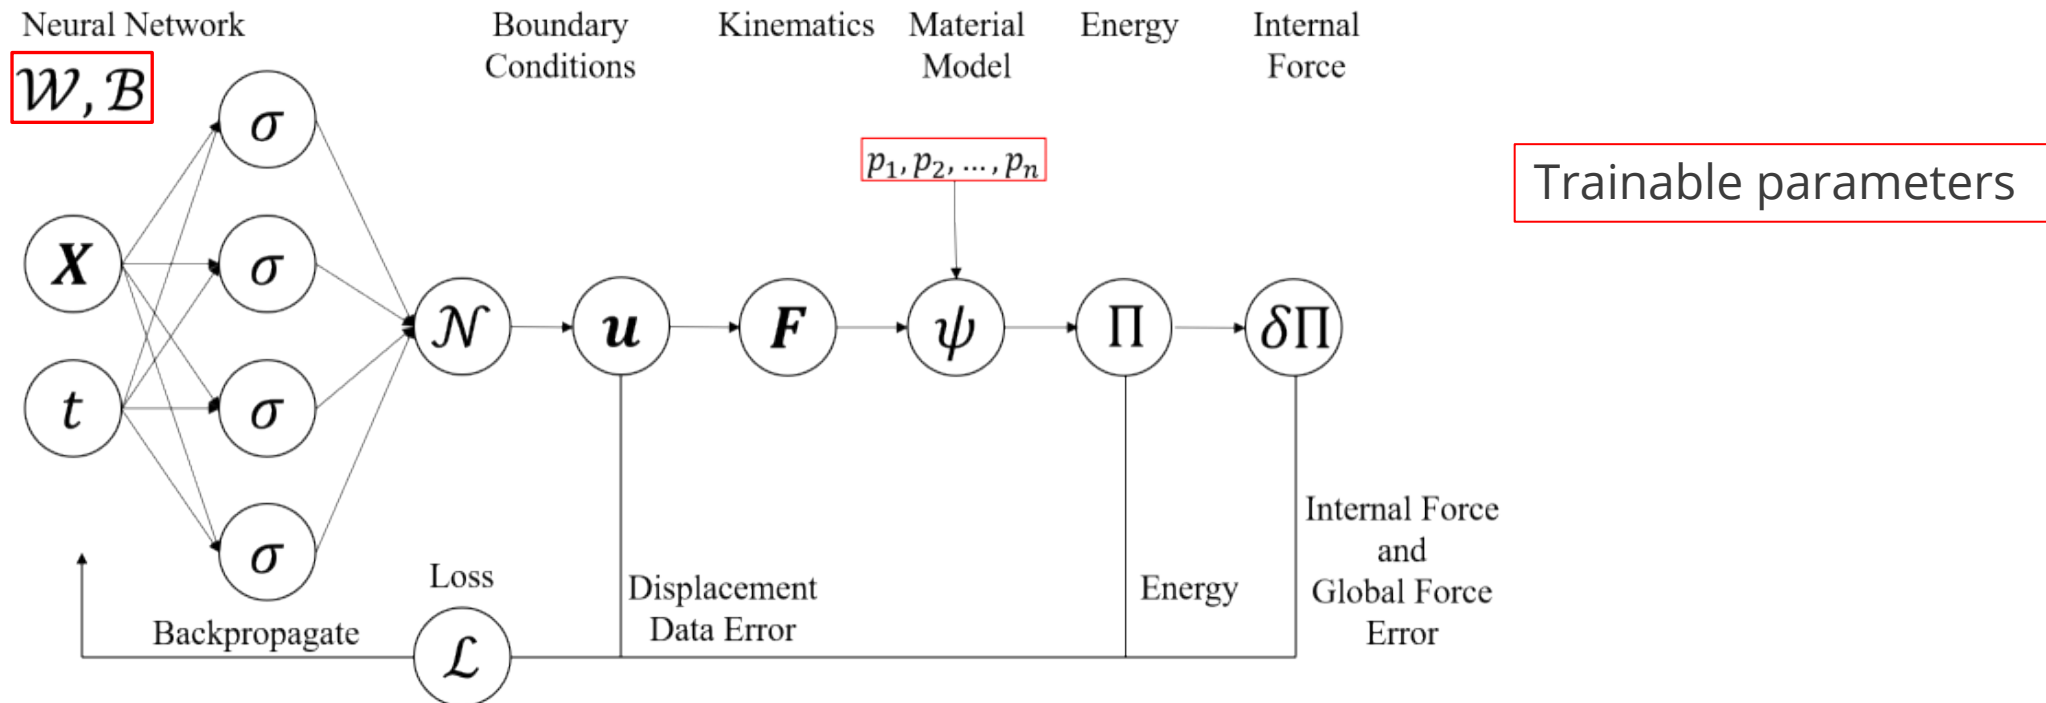 Neural Network
𝒲, ℬ
Boundary
Conditions
Kinematics
Material
Model
Energy
Internal
Force
p₁, p₂, …, pₙ
Trainable parameters
σ
σ
σ
σ
X
t
𝒩
u
F
ψ
Π
δΠ
Displacement
Data Error
Energy
Internal Force
and
Global Force
Error
Loss
ℒ
Backpropagate